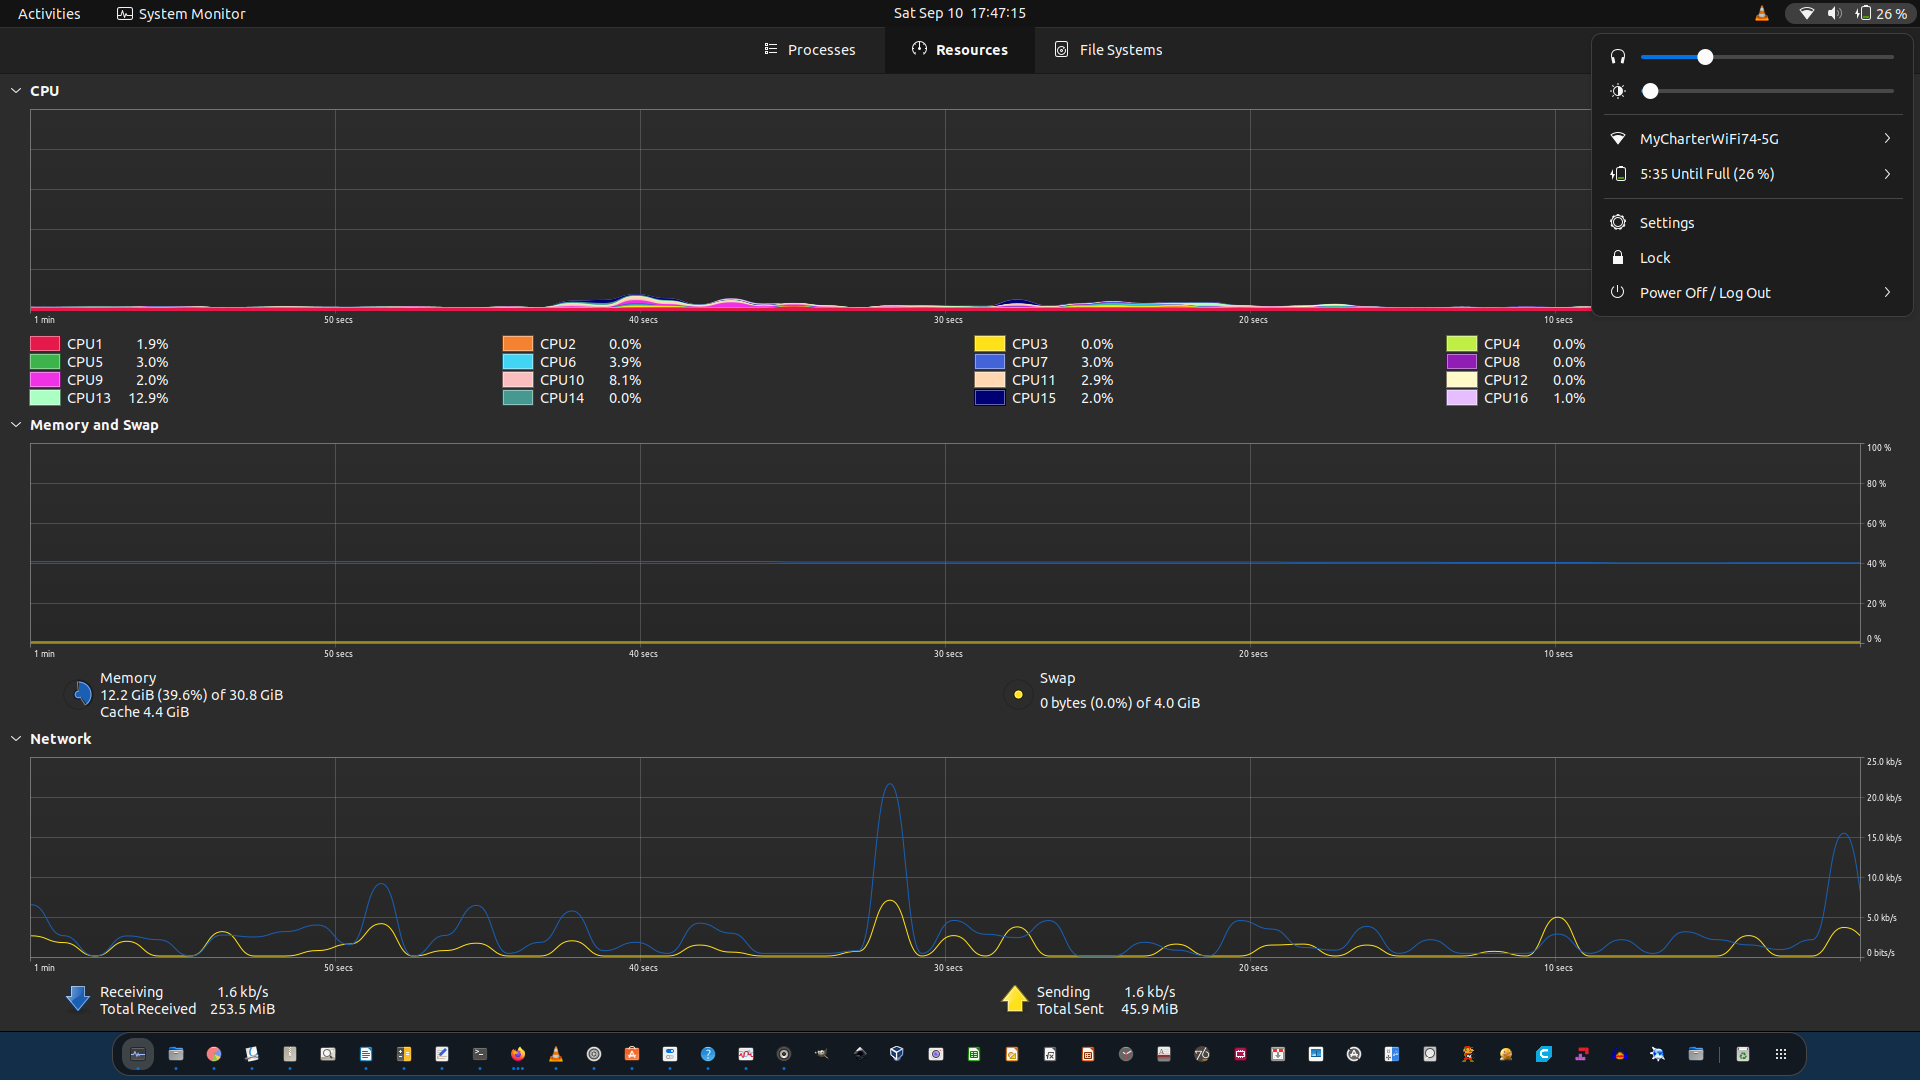 Activities
System Monitor
Sat Sep 10 17:47:15
26 %
Processes
Resources
File Systems
CPU
1 min
50 secs
40 secs
30 secs
20 secs
10 secs
MyCharterWiFi74-5G
5:35 Until Full (26 %)
Settings
Lock
Power Off / Log Out
CPU1 1.9%
CPU2 0.0%
CPU3 0.0%
CPU4 0.0%
CPU5 3.0%
CPU6 3.9%
CPU7 3.0%
CPU8 0.0%
CPU9 2.0%
CPU10 8.1%
CPU11 2.9%
CPU12 0.0%
CPU13 12.9%
CPU14 0.0%
CPU15 2.0%
CPU16 1.0%
Memory and Swap
100 %
80 %
60 %
40 %
20 %
0 %
1 min
50 secs
40 secs
30 secs
20 secs
10 secs
Memory
12.2 GiB (39.6%) of 30.8 GiB
Cache 4.4 GiB
Swap
0 bytes (0.0%) of 4.0 GiB
Network
25.0 kb/s
20.0 kb/s
15.0 kb/s
10.0 kb/s
5.0 kb/s
0 bits/s
1 min
50 secs
40 secs
30 secs
20 secs
10 secs
Receiving 1.6 kb/s
Total Received 253.5 MiB
Sending 1.6 kb/s
Total Sent 45.9 MiB
76